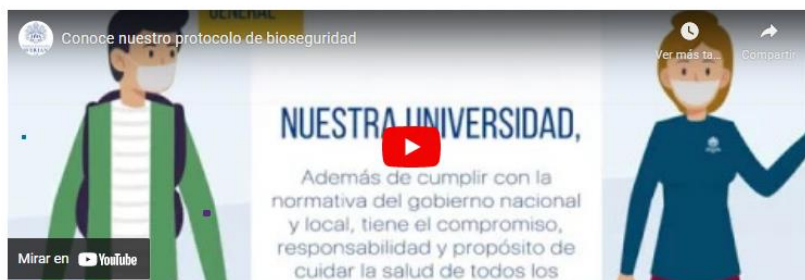 GENERAL
Conoce nuestro protocolo de bioseguridad
Ver más ta...
Compartir
NUESTRA UNIVERSIDAD,
Además de cumplir con la
normativa del gobierno nacional
y local, tiene el compromiso,
responsabilidad y propósito de
cuidar la salud de todos los
Mirar en YouTube